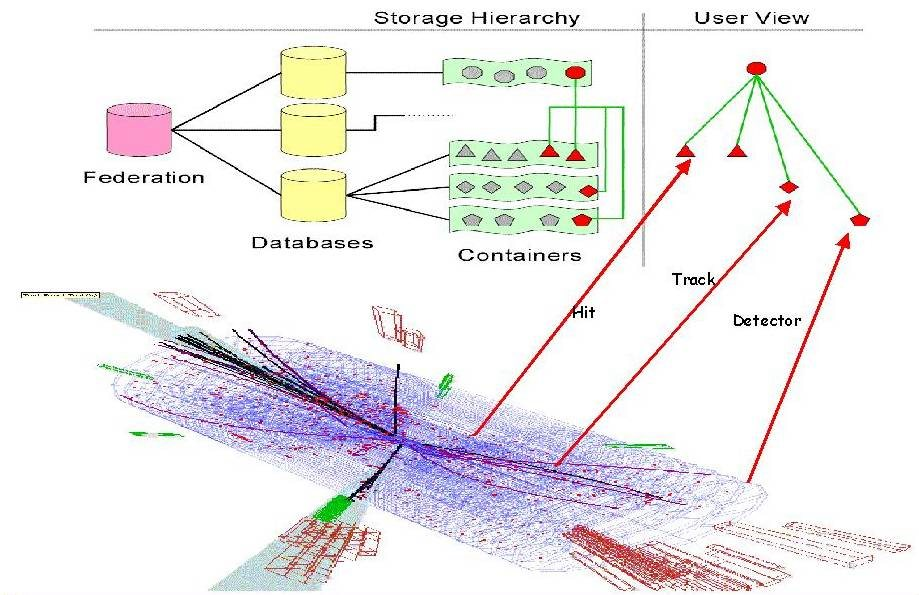 Storage Hierarchy
User View
Federation
Databases
Containers
Track
Hit
Detector